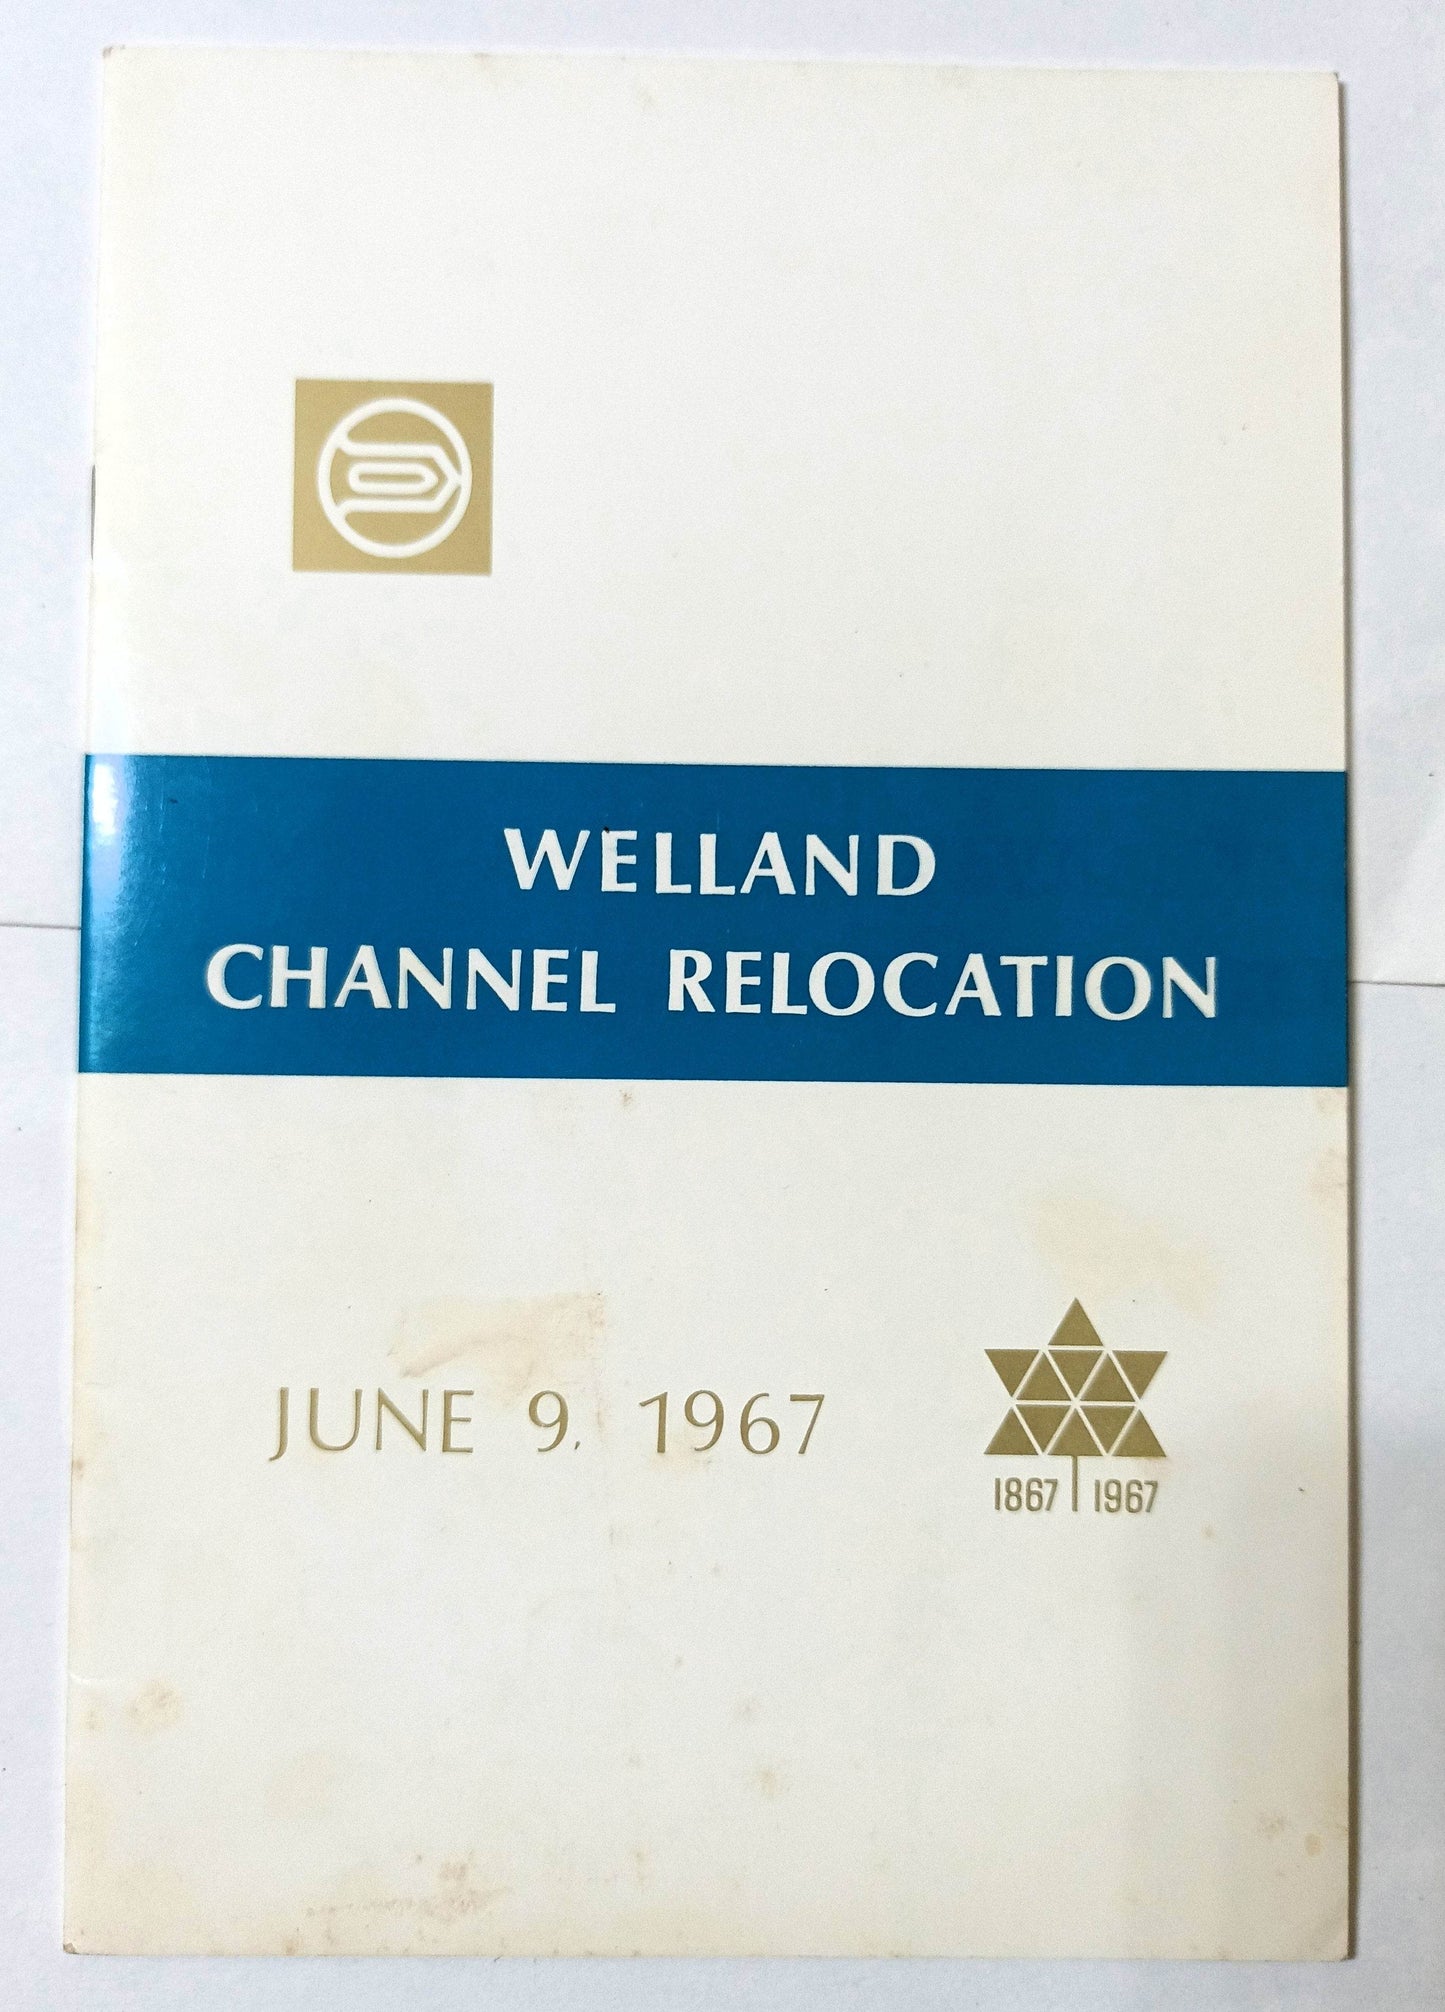 WELLAND
CHANNEL RELOCATION
JUNE 9, 1967
1867 1967